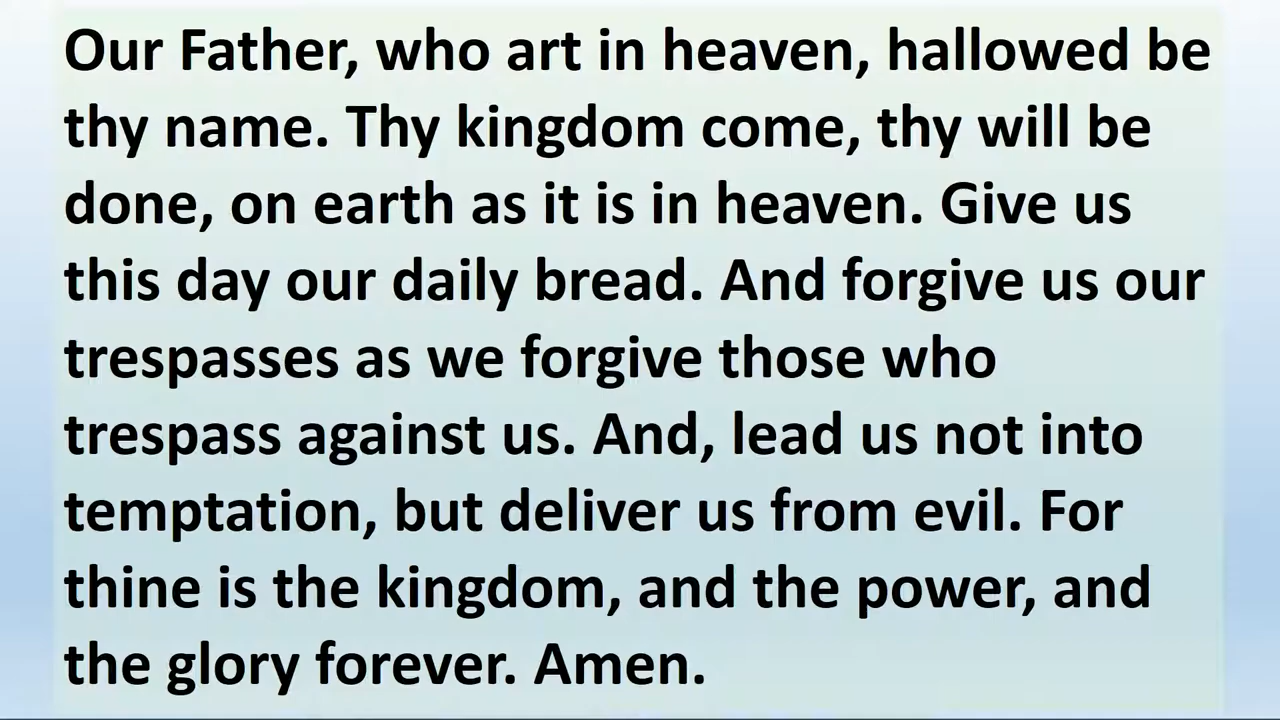 Our Father, who art in heaven, hallowed be
thy name. Thy kingdom come, thy will be
done, on earth as it is in heaven. Give us
this day our daily bread. And forgive us our
trespasses as we forgive those who
trespass against us. And, lead us not into
temptation, but deliver us from evil. For
thine is the kingdom, and the power, and
the glory forever. Amen.